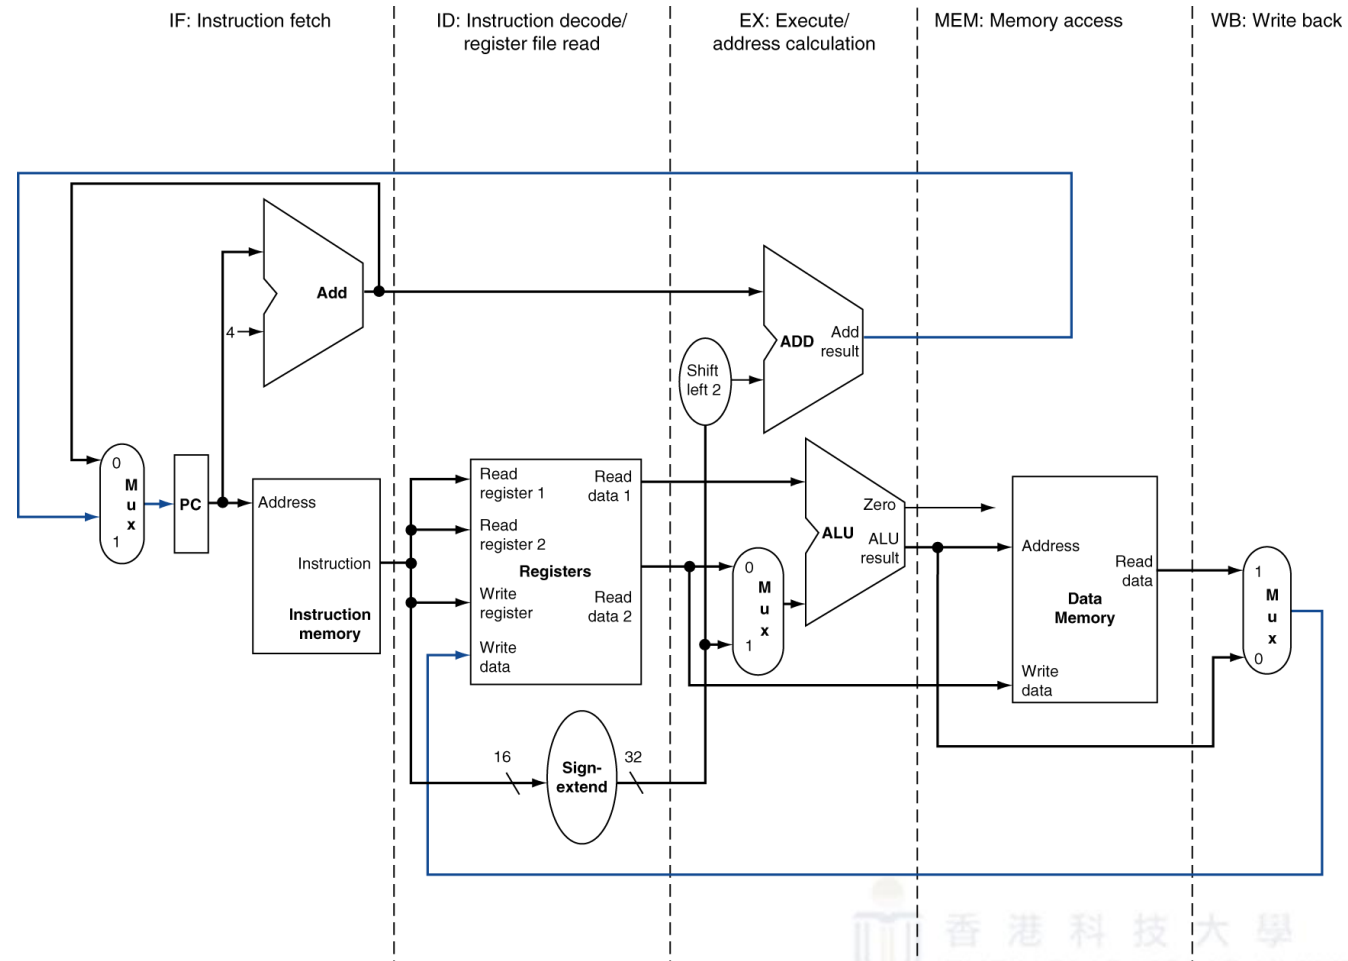 IF: Instruction fetch
ID: Instruction decode/
register file read
EX: Execute/
address calculation
MEM: Memory access
WB: Write back
Add
4
ADD
Add
result
Shift
left 2
0
M
u
x
1
PC
Address
Instruction
Instruction
memory
Read
register 1
Read
register 2
Write
register
Write
data
Registers
Read
data 1
Read
data 2
16
Sign-
extend
32
0
M
u
x
1
Zero
ALU
ALU
result
Address
Read
data
Data
Memory
Write
data
1
M
u
x
0
香港科技大學